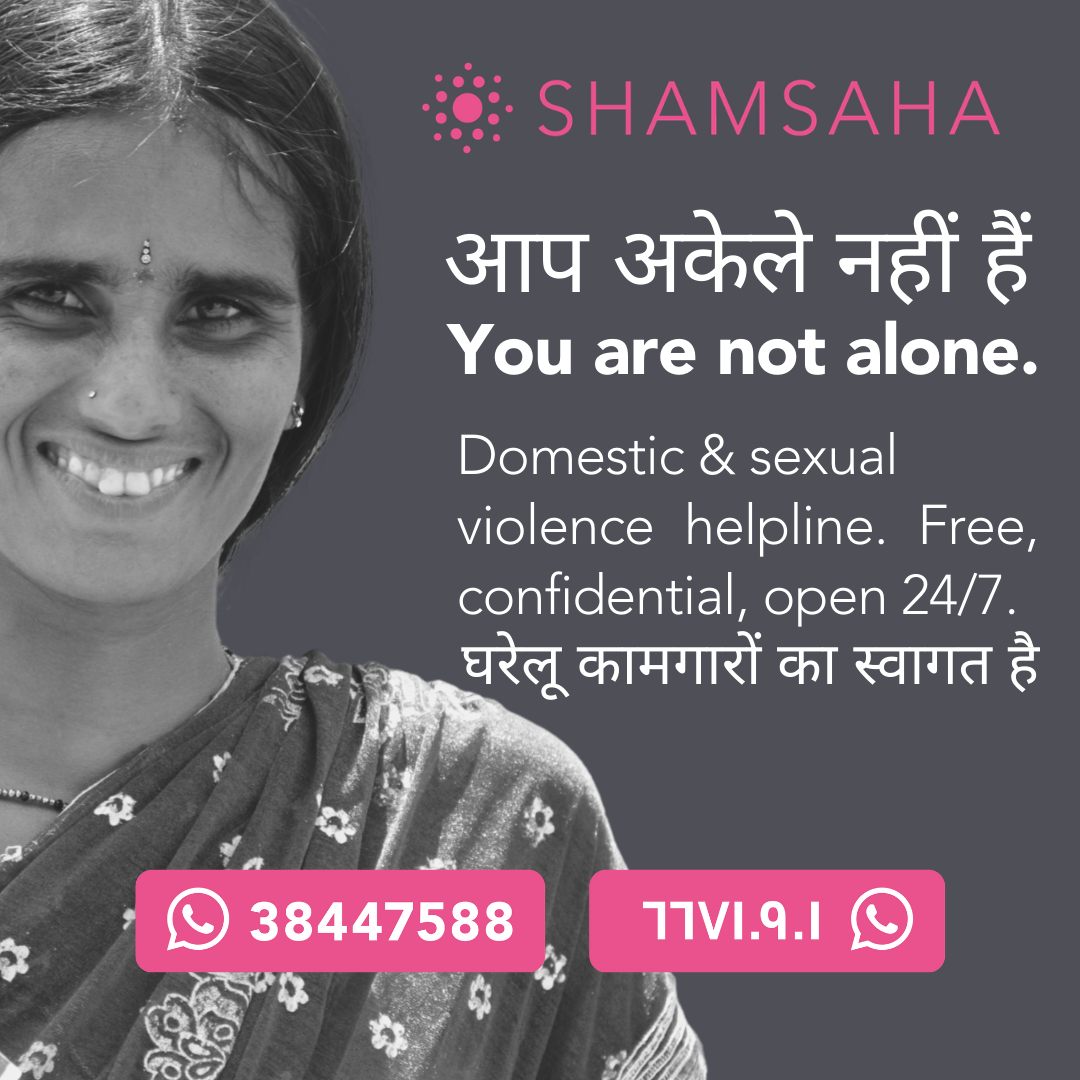 SHAMSAHA
आप अकेले नहीं हैं
You are not alone.
Domestic & sexual
violence helpline. Free,
confidential, open 24/7.
घरेलू कामगारों का स्वागत है
38447588
٦٦٧١٠٩٠١